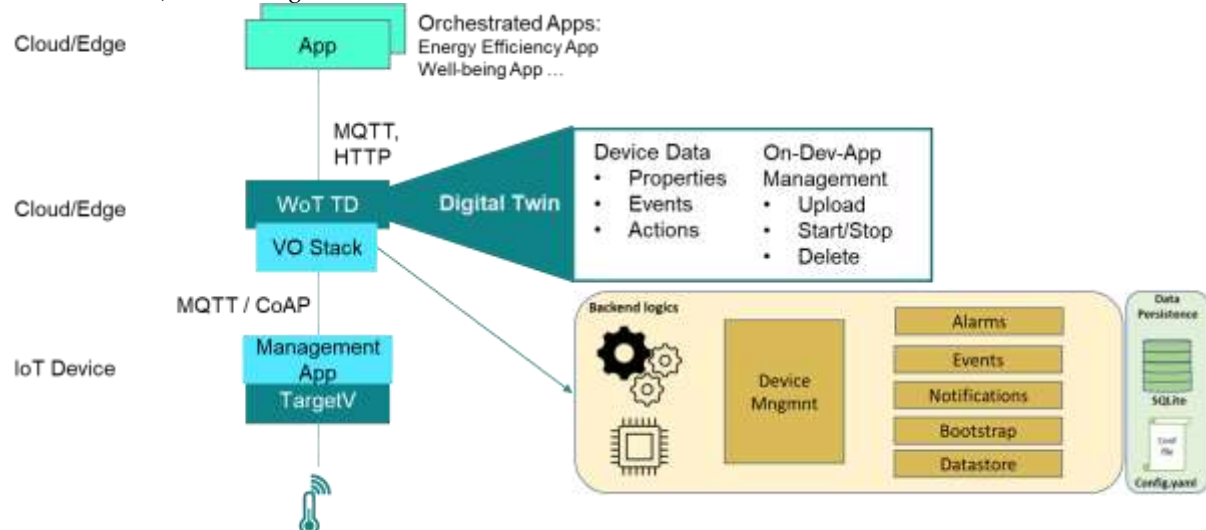 Cloud/Edge
App
Orchestrated Apps:
Energy Efficiency App
Well-being App ...
MQTT,
HTTP
Cloud/Edge
WoT TD
VO Stack
Digital Twin
Device Data
• Properties
• Events
• Actions
On-Dev-App
Management
• Upload
• Start/Stop
• Delete
MQTT / CoAP
IoT Device
Management
App
TargetV
Backend logics
Device
Mngmnt
Alarms
Events
Notifications
Bootstrap
Datastore
Data
Persistence
SQLite
Conf
file
Config.yaml